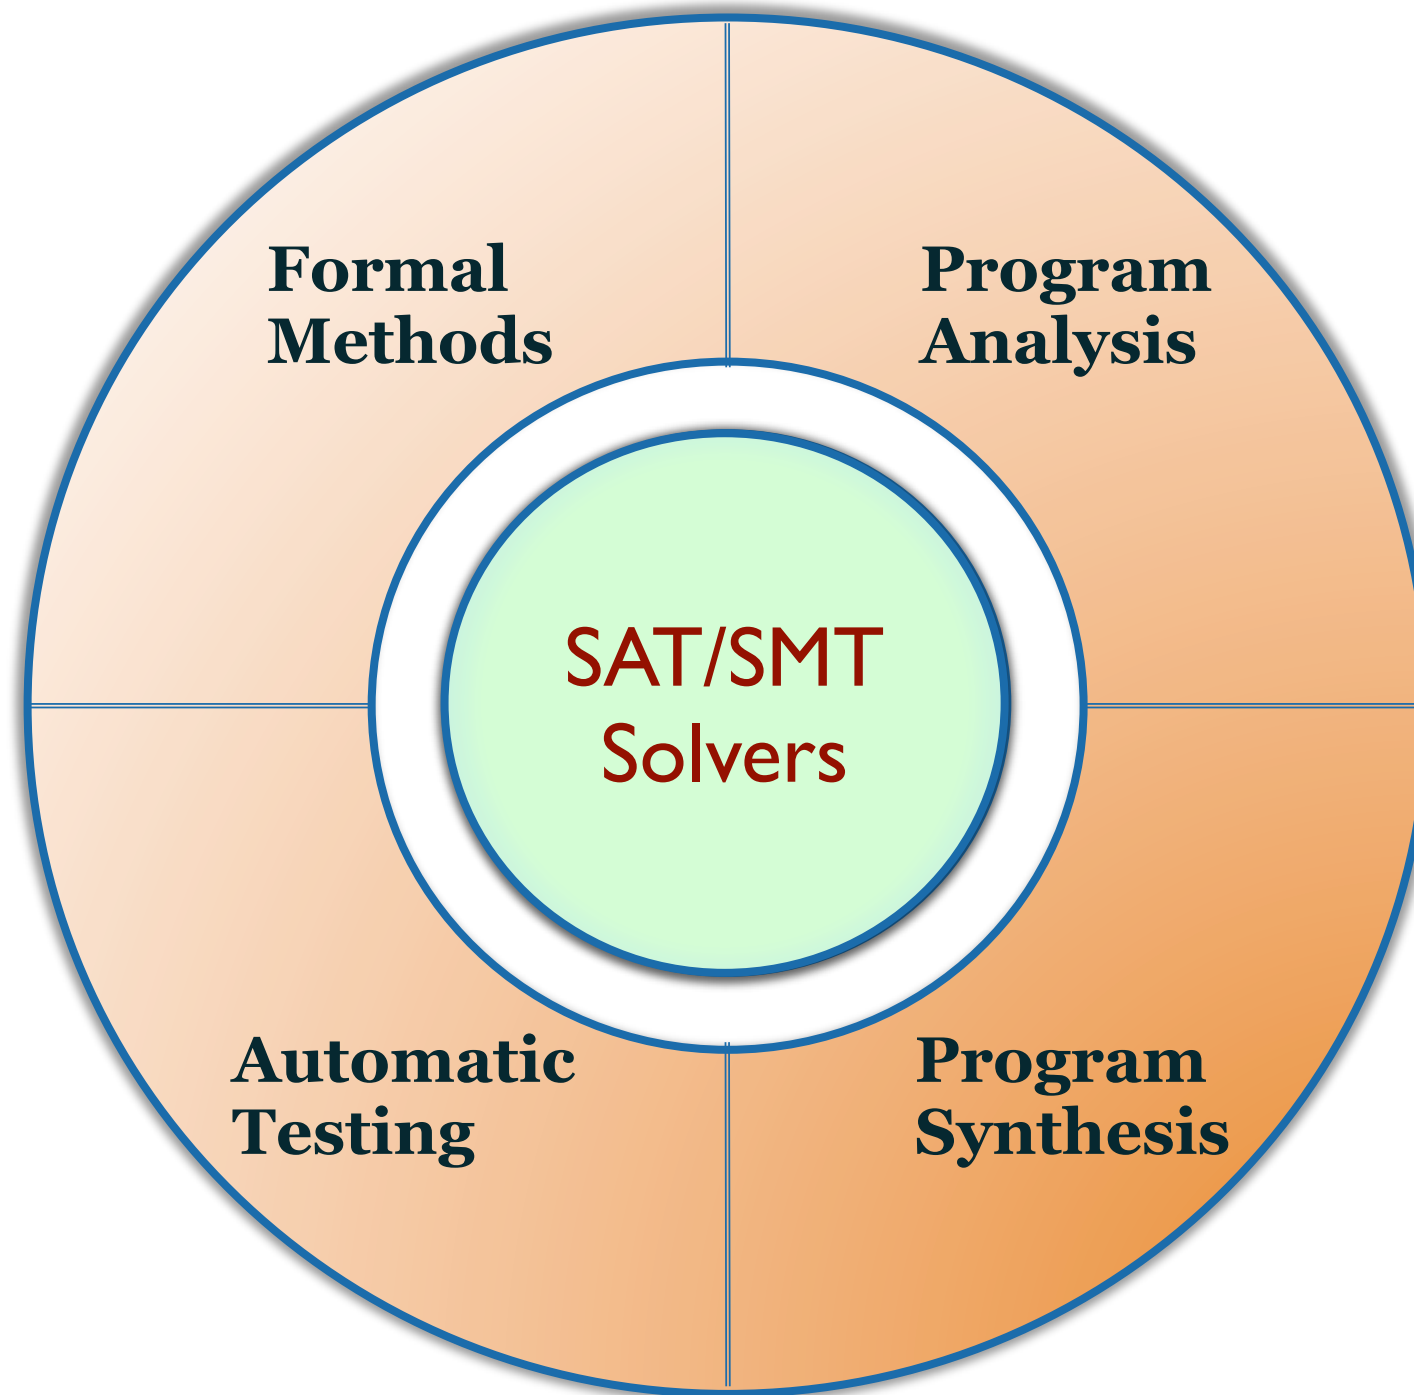 Formal
Methods
Program
Analysis
SAT/SMT
Solvers
Automatic
Testing
Program
Synthesis